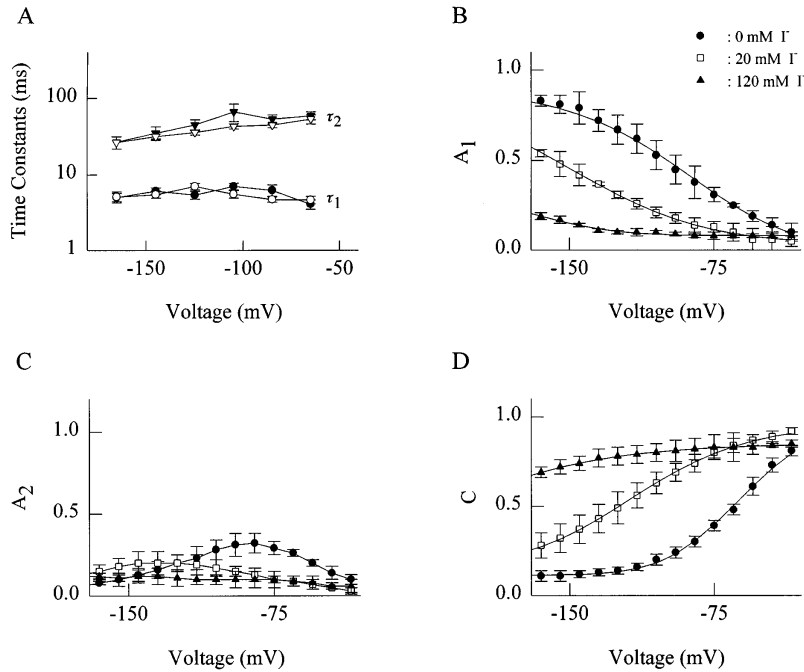 A
Time Constants (ms)
100
10
1
τ2
τ1
-150
-100
-50
Voltage (mV)
B
: 0 mM I-
: 20 mM I-
: 120 mM I-
A1
1.0
0.5
0.0
-150
-75
Voltage (mV)
C
A2
1.0
0.5
0.0
-150
-75
Voltage (mV)
D
C
1.0
0.5
0.0
-150
-75
Voltage (mV)